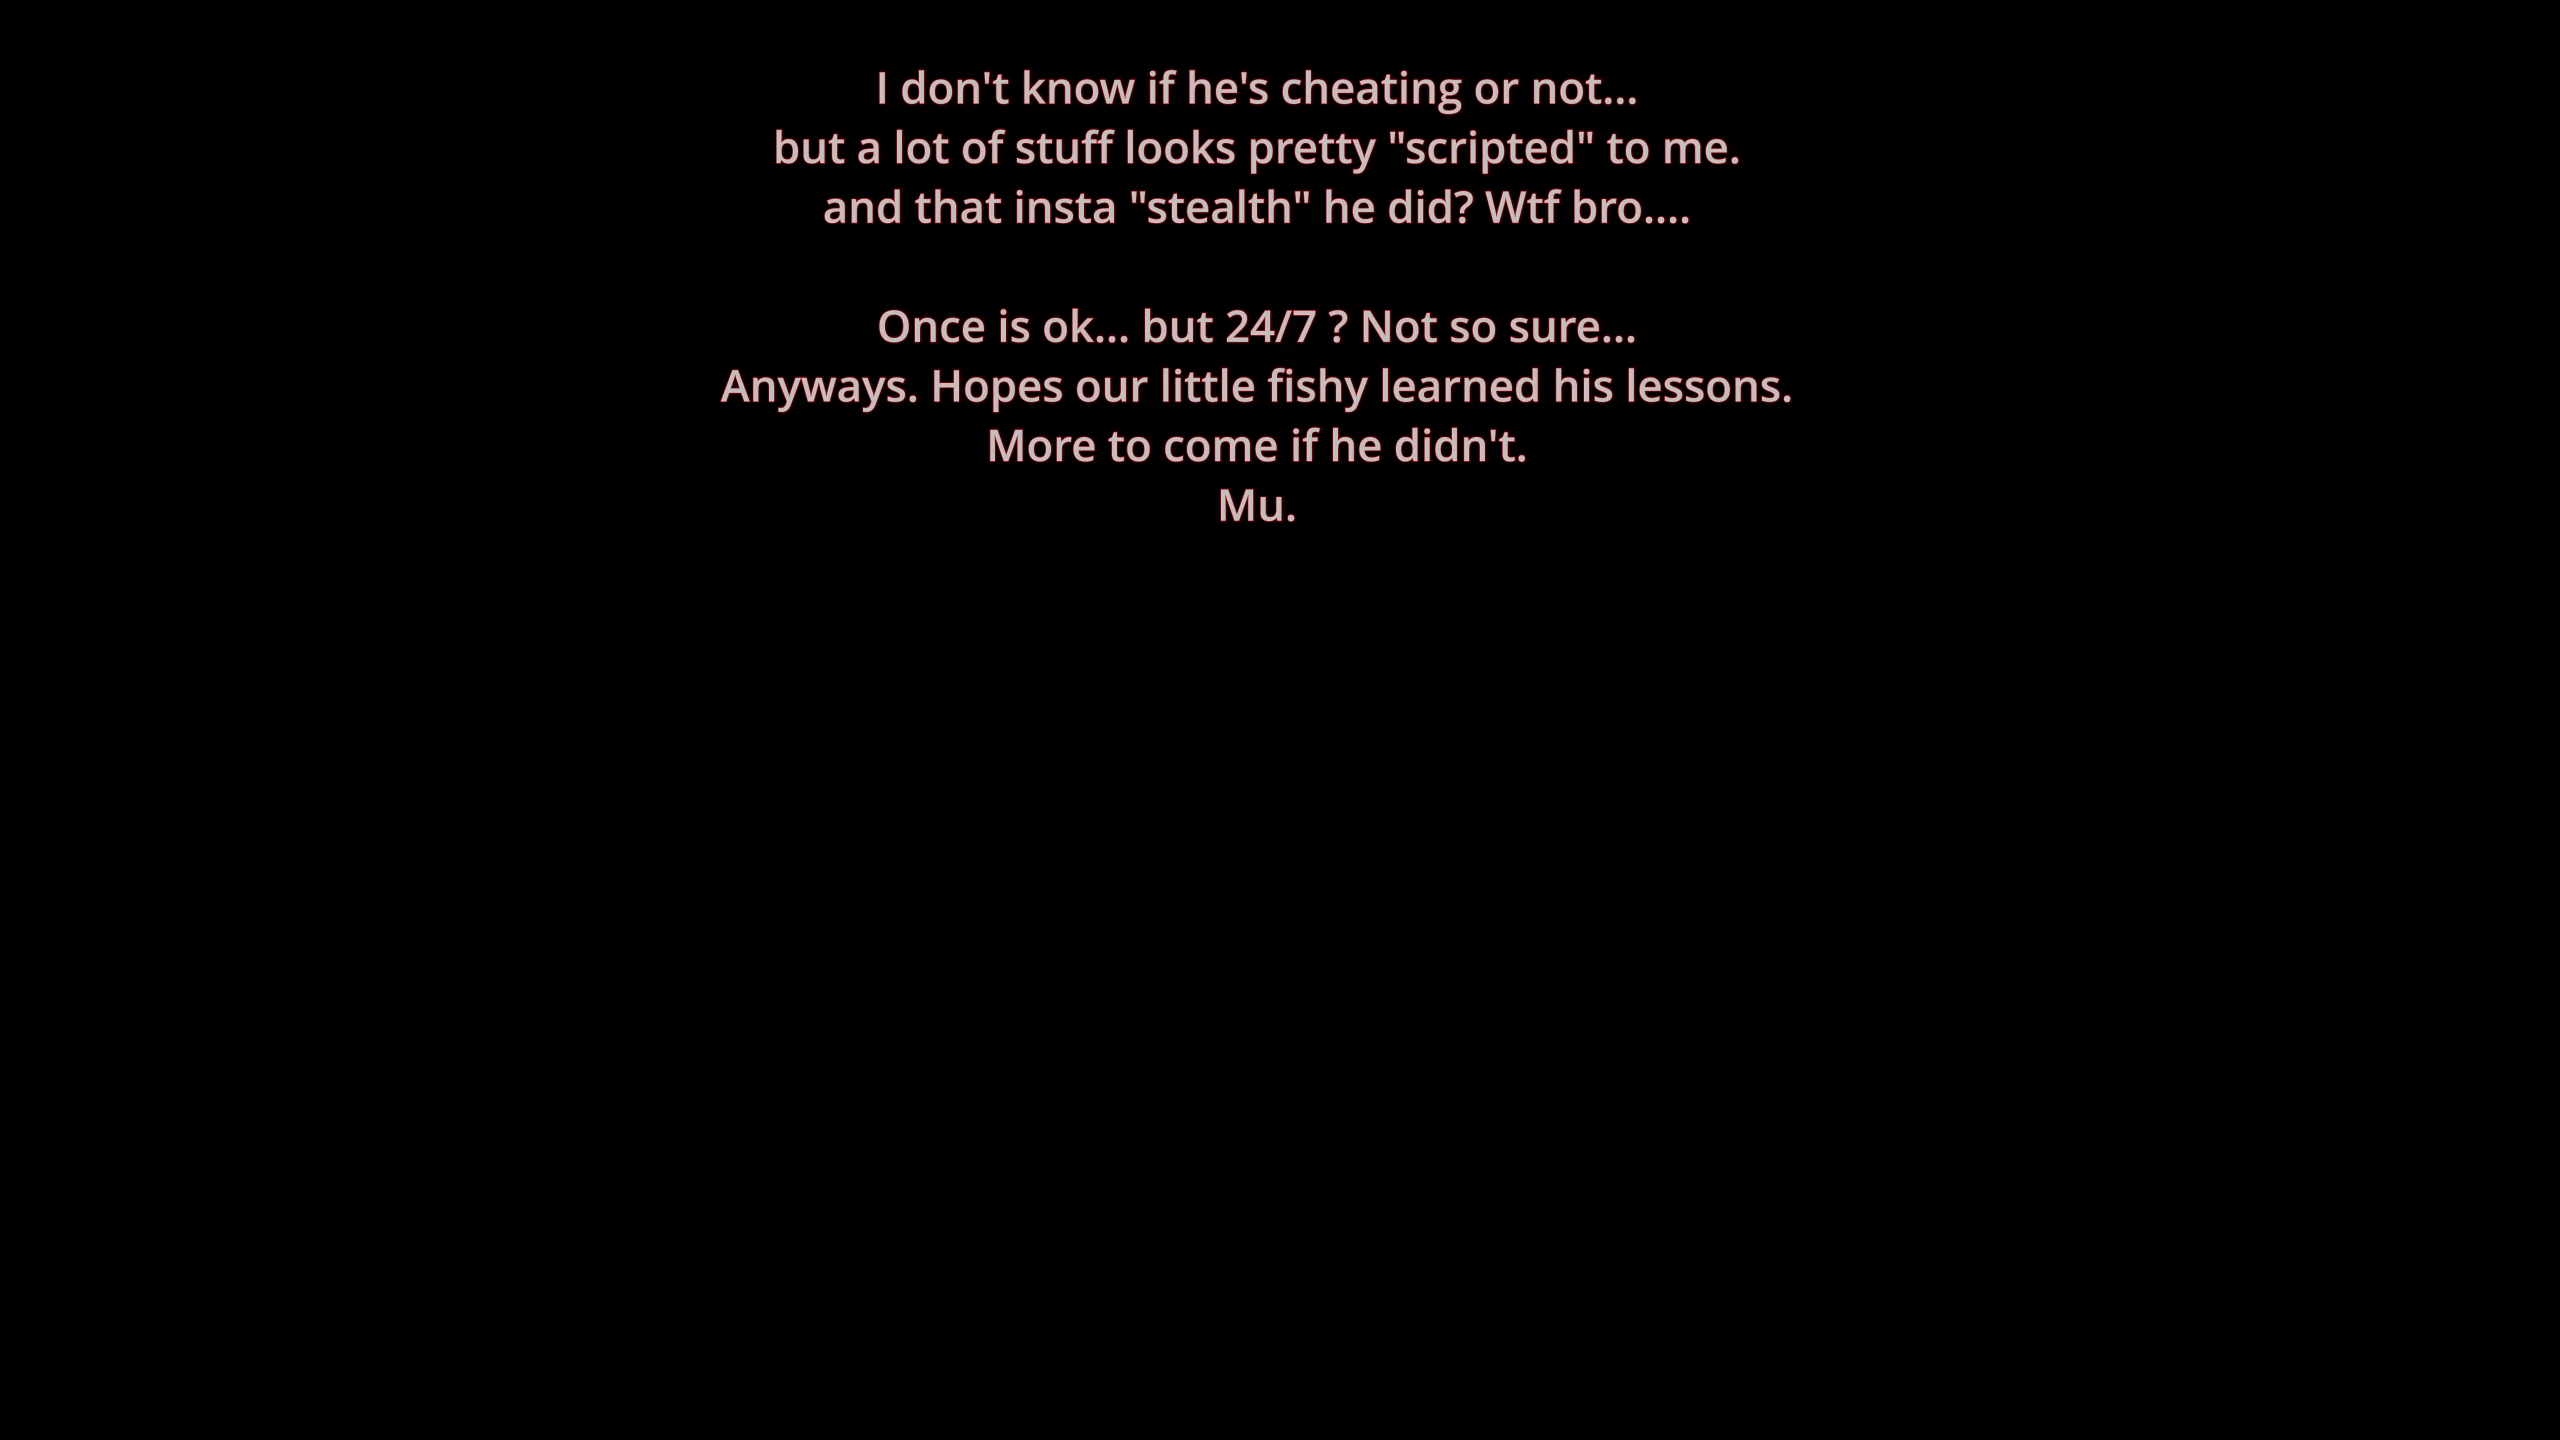 I don't know if he's cheating or not...
but a lot of stuff looks pretty "scripted" to me.
and that insta "stealth" he did? Wtf bro....
Once is ok... but 24/7 ? Not so sure...
Anyways. Hopes our little fishy learned his lessons.
More to come if he didn't.
Mu.